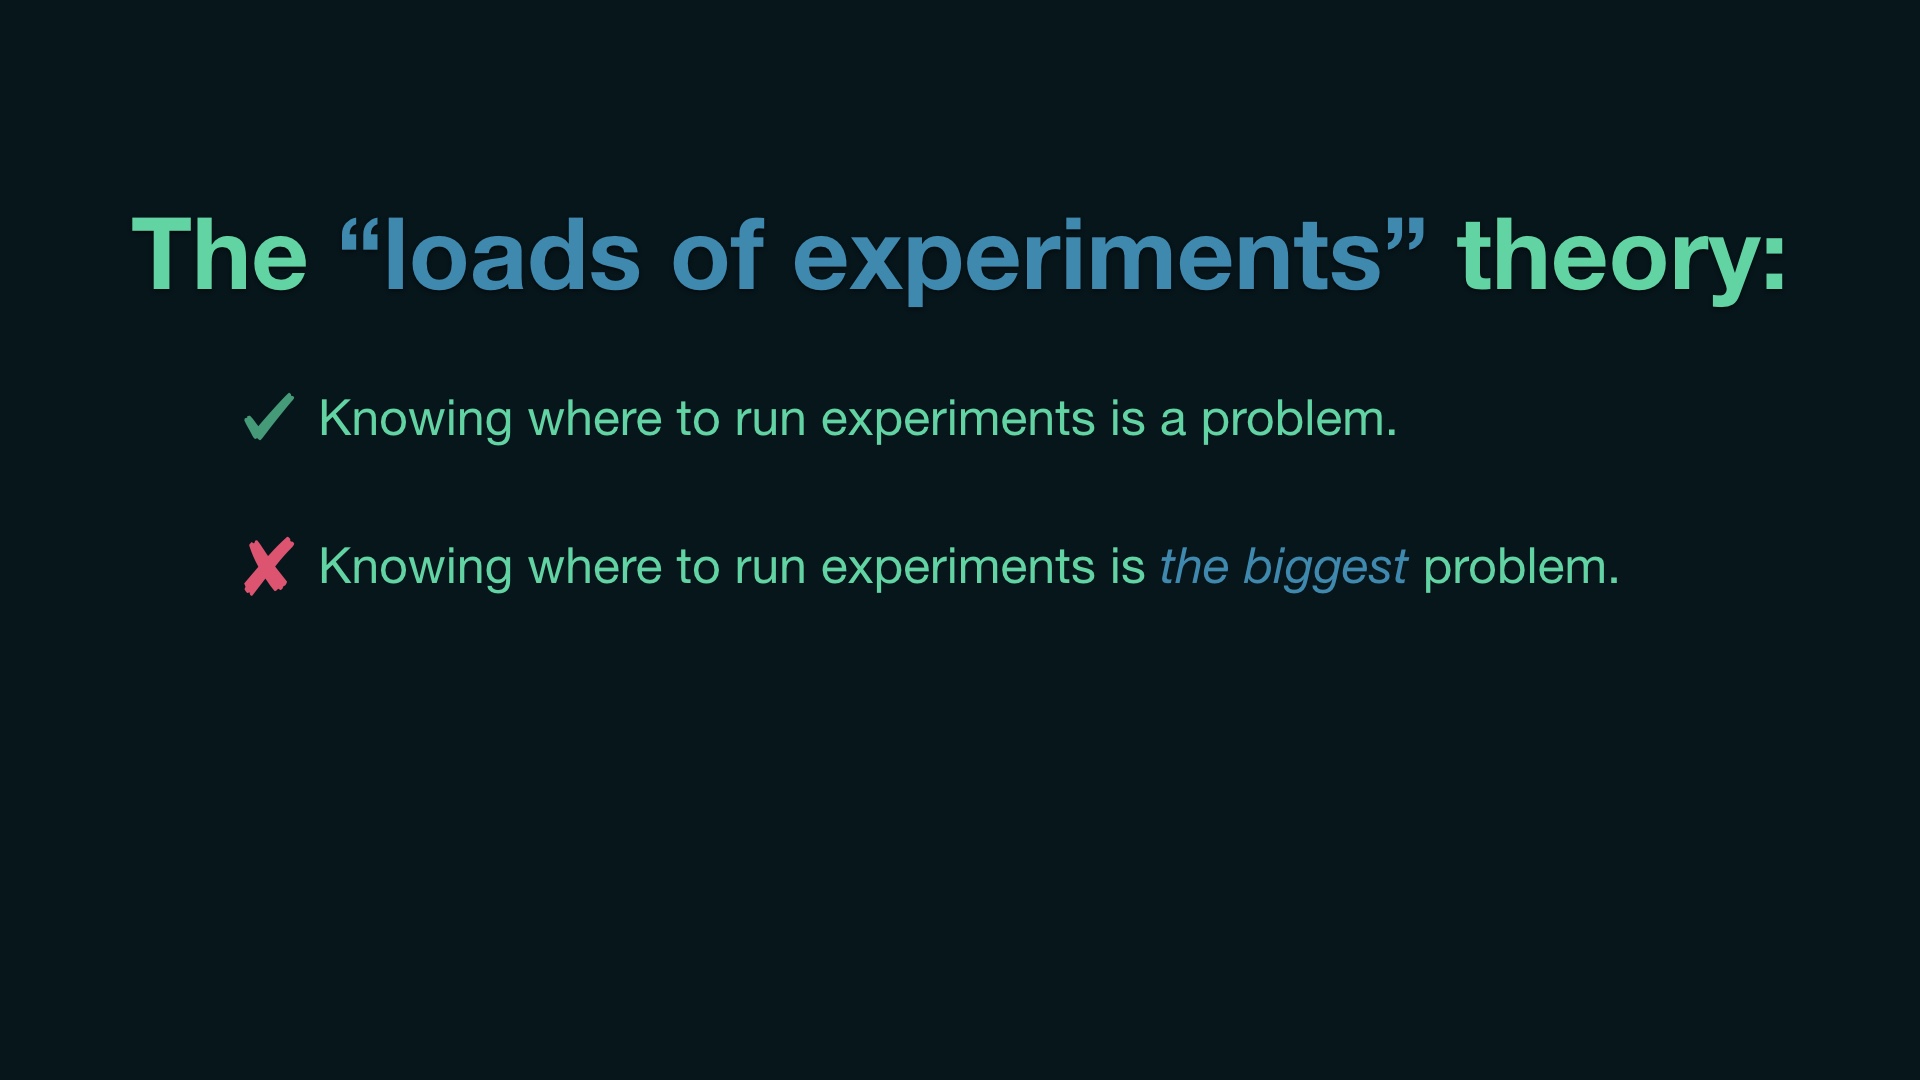 The “loads of experiments” theory:
✓ Knowing where to run experiments is a problem.
✘ Knowing where to run experiments is the biggest problem.